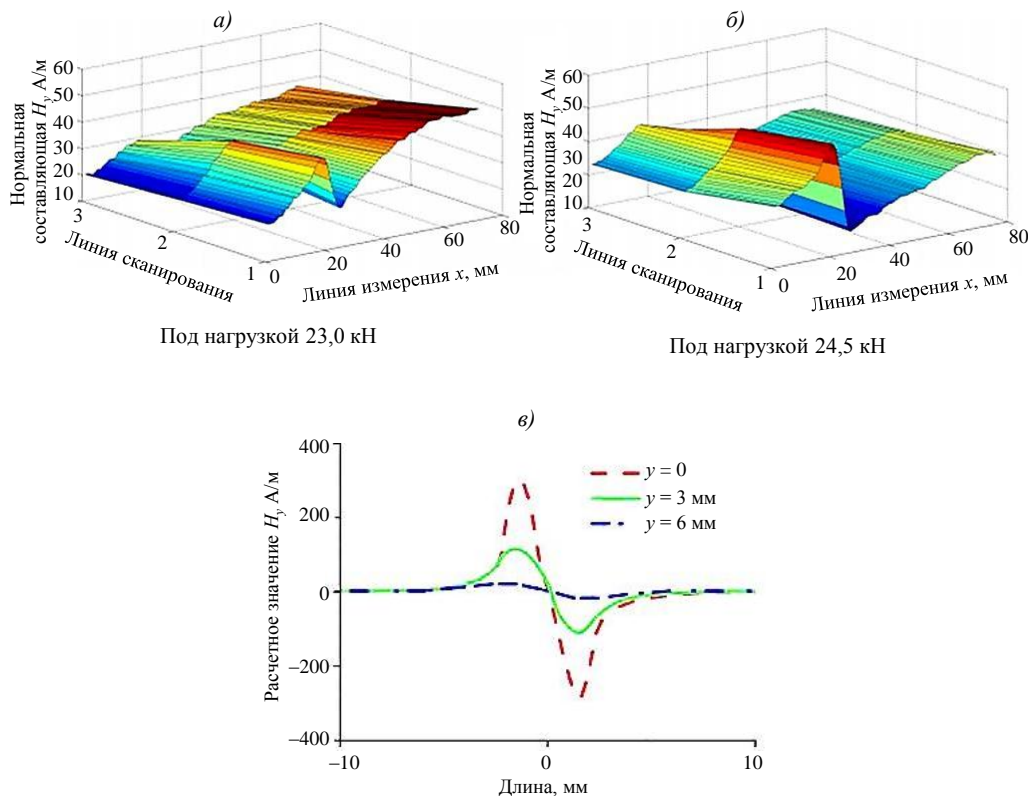 а)
60
50
40
30
20
10
Нормальная
составляющая Hy А/м
3
2
1
Линия сканирования
0
20
40
60
80
Линия измерения x, мм
Под нагрузкой 23,0 кН
б)
60
50
40
30
20
10
Нормальная
составляющая Hy А/м
3
2
1
Линия сканирования
0
20
40
60
80
Линия измерения x, мм
Под нагрузкой 24,5 кН
в)
400
200
0
−200
−400
Расчетное значение Hy А/м
y = 0
y = 3 мм
y = 6 мм
−10
0
10
Длина, мм